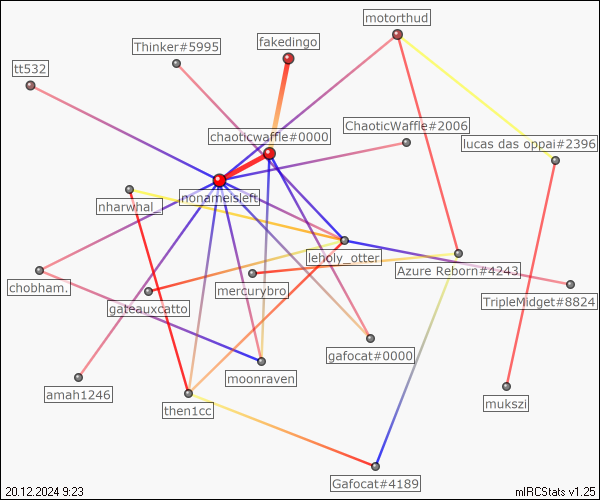 motorthud
fakedingo
Thinker#5995
tt532
ChaoticWaffle#2006
chaoticwaffle#0000
lucas das oppai#2396
nonameisleft
nharwhal_
leholy_otter
Azure Reborn#4243
chobham.
mercurybro_
TripleMidget#8824
gateauxcatto
gafocat#0000
moonraven
amah1246
mukszi
then1cc
Gafocat#4189
20.12.2024 9:23
mIRCStats v1.25